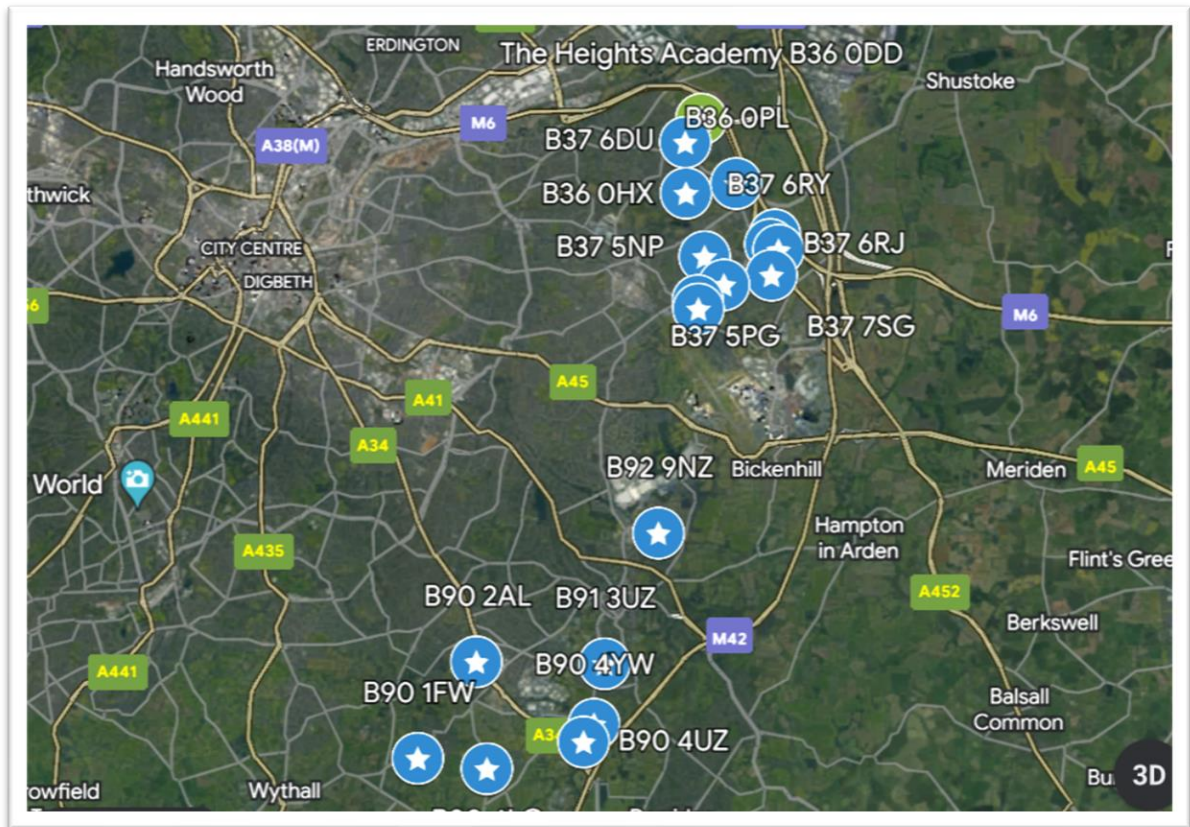 ERDINGTON
The Heights Academy B36 0DD
Handsworth
Wood
Shustoke
M6
B36 0PL
A38(M)
B37 6DU
B37 6RY
thwick
B36 0HX
CITY CENTRE
B37 5NP
B37 6RJ
DIGBETH
M6
B37 5PG
B37 7SG
A45
A41
A441
A34
B92 9NZ
Bickenhill
Meriden
A45
World
Hampton
in Arden
A435
Flint's Gree
B90 2AL
B91 3UZ
A452
Berkswell
M42
B90 4YW
A441
B90 1FW
Balsall
Common
A34
B90 4UZ
3D
rowfield
Wythall